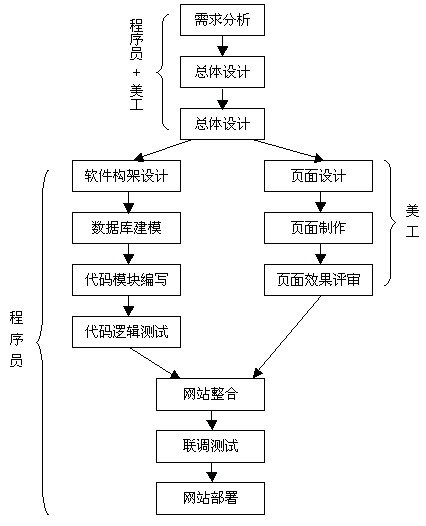 程序员+美工
需求分析
总体设计
总体设计
软件构架设计
页面设计
数据库建模
页面制作
代码模块编写
页面效果评审
美工
代码逻辑测试
程序员
网站整合
联调测试
网站部署